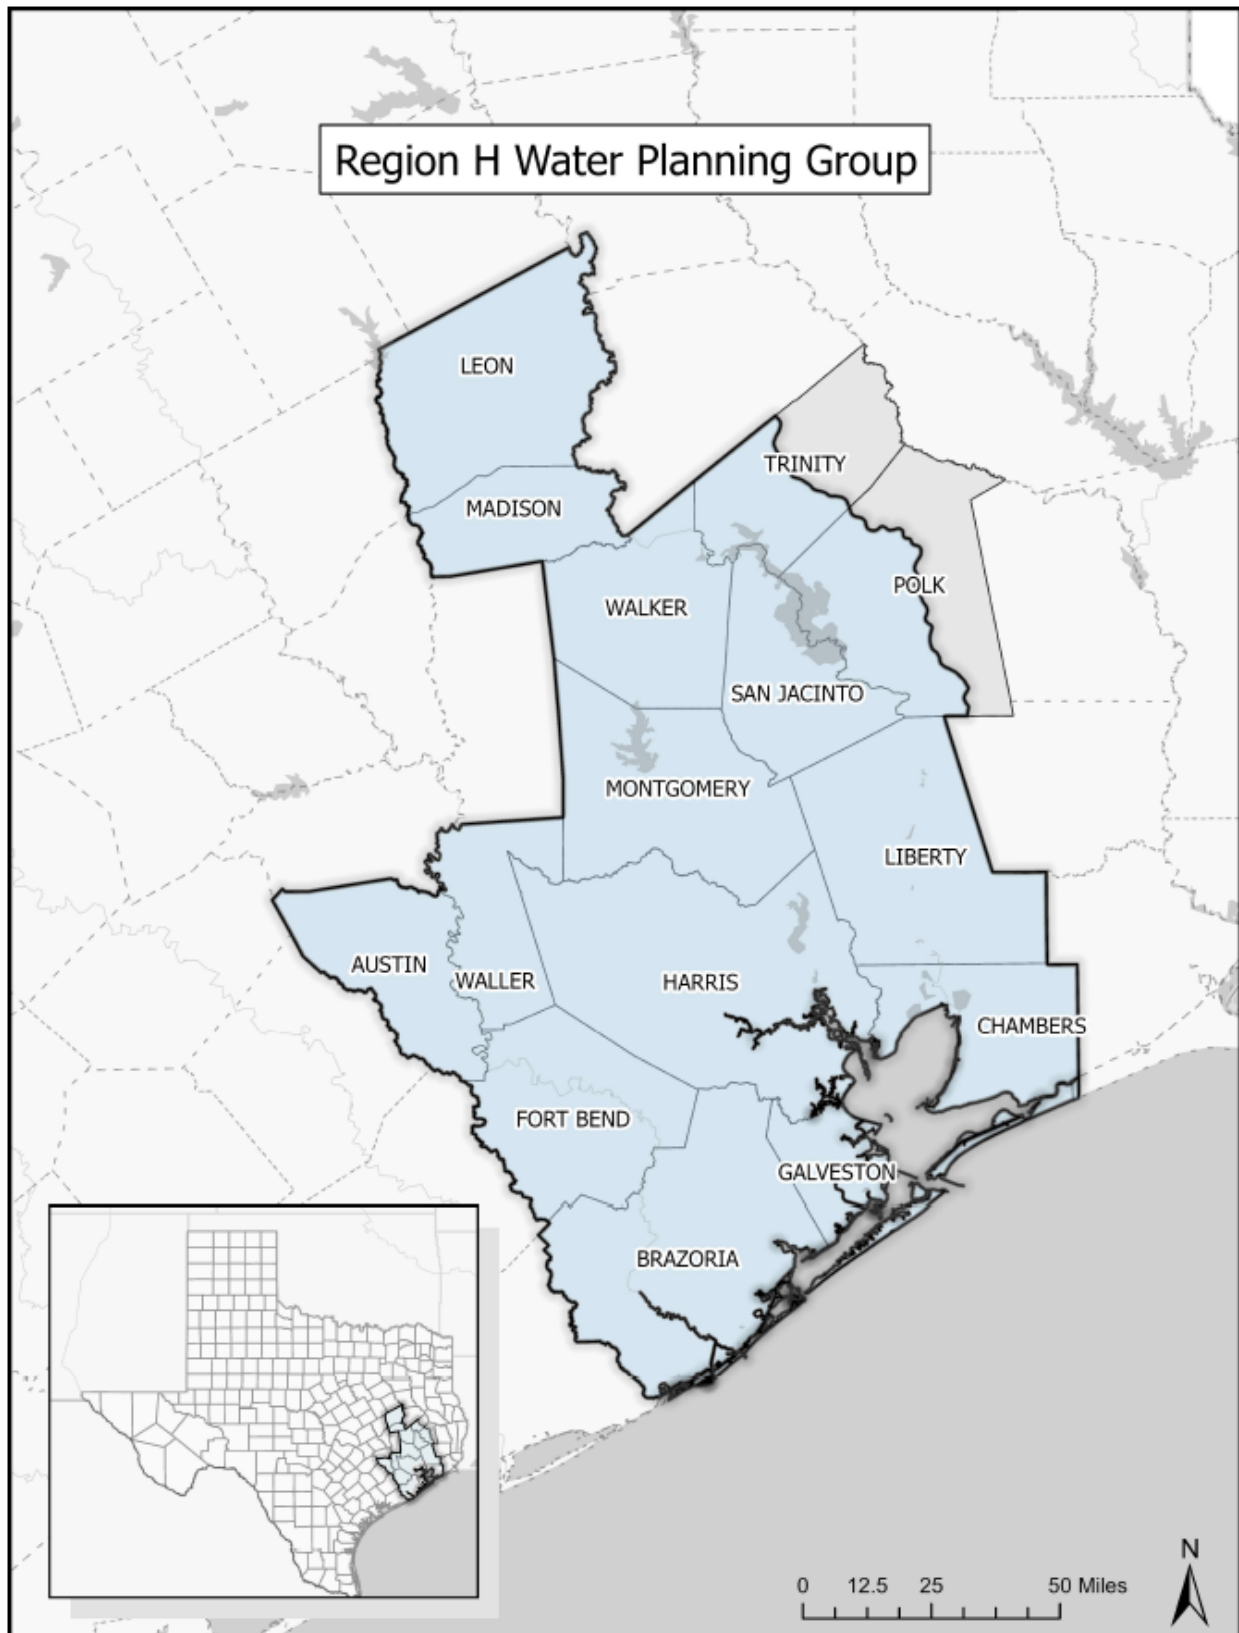 Region H Water Planning Group
LEON
TRINITY
MADISON
POLK
WALKER
SAN JACINTO
MONTGOMERY
LIBERTY
AUSTIN
WALLER
HARRIS
CHAMBERS
FORT BEND
GALVESTON
BRAZORIA
N
0 12.5 25 50 Miles